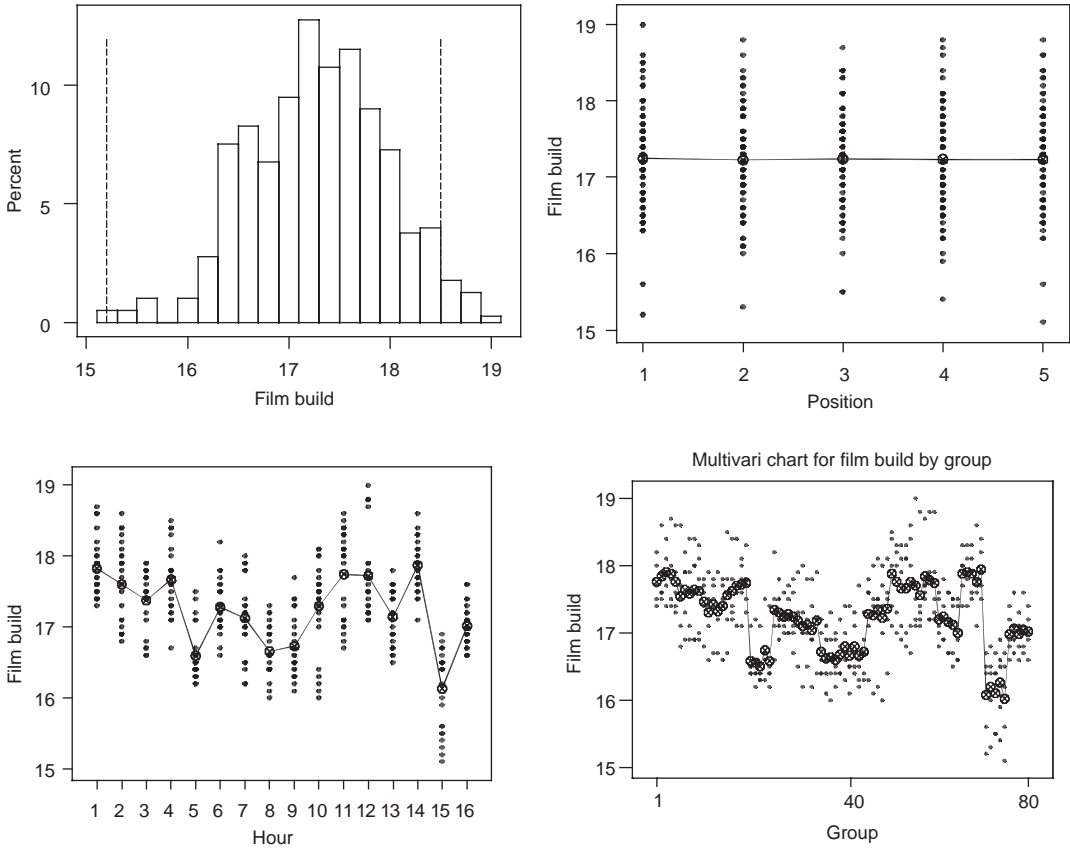 10
5
0
Percent
15 16 17 18 19
Film build
19
18
17
16
15
Film build
1 2 3 4 5
Position
19
18
17
16
15
Film build
1 2 3 4 5 6 7 8 9 10 11 12 13 14 15 16
Hour
Multivari chart for film build by group
19
18
17
16
15
Film build
1 40 80
Group